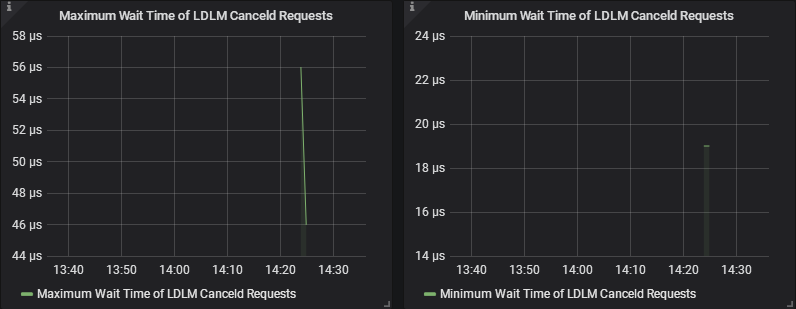 Maximum Wait Time of LDLM Canceld Requests
58 µs
56 µs
54 µs
52 µs
50 µs
48 µs
46 µs
44 µs
13:40 13:50 14:00 14:10 14:20 14:30
Maximum Wait Time of LDLM Canceld Requests
Minimum Wait Time of LDLM Canceld Requests
24 µs
22 µs
20 µs
18 µs
16 µs
14 µs
13:40 13:50 14:00 14:10 14:20 14:30
Minimum Wait Time of LDLM Canceld Requests